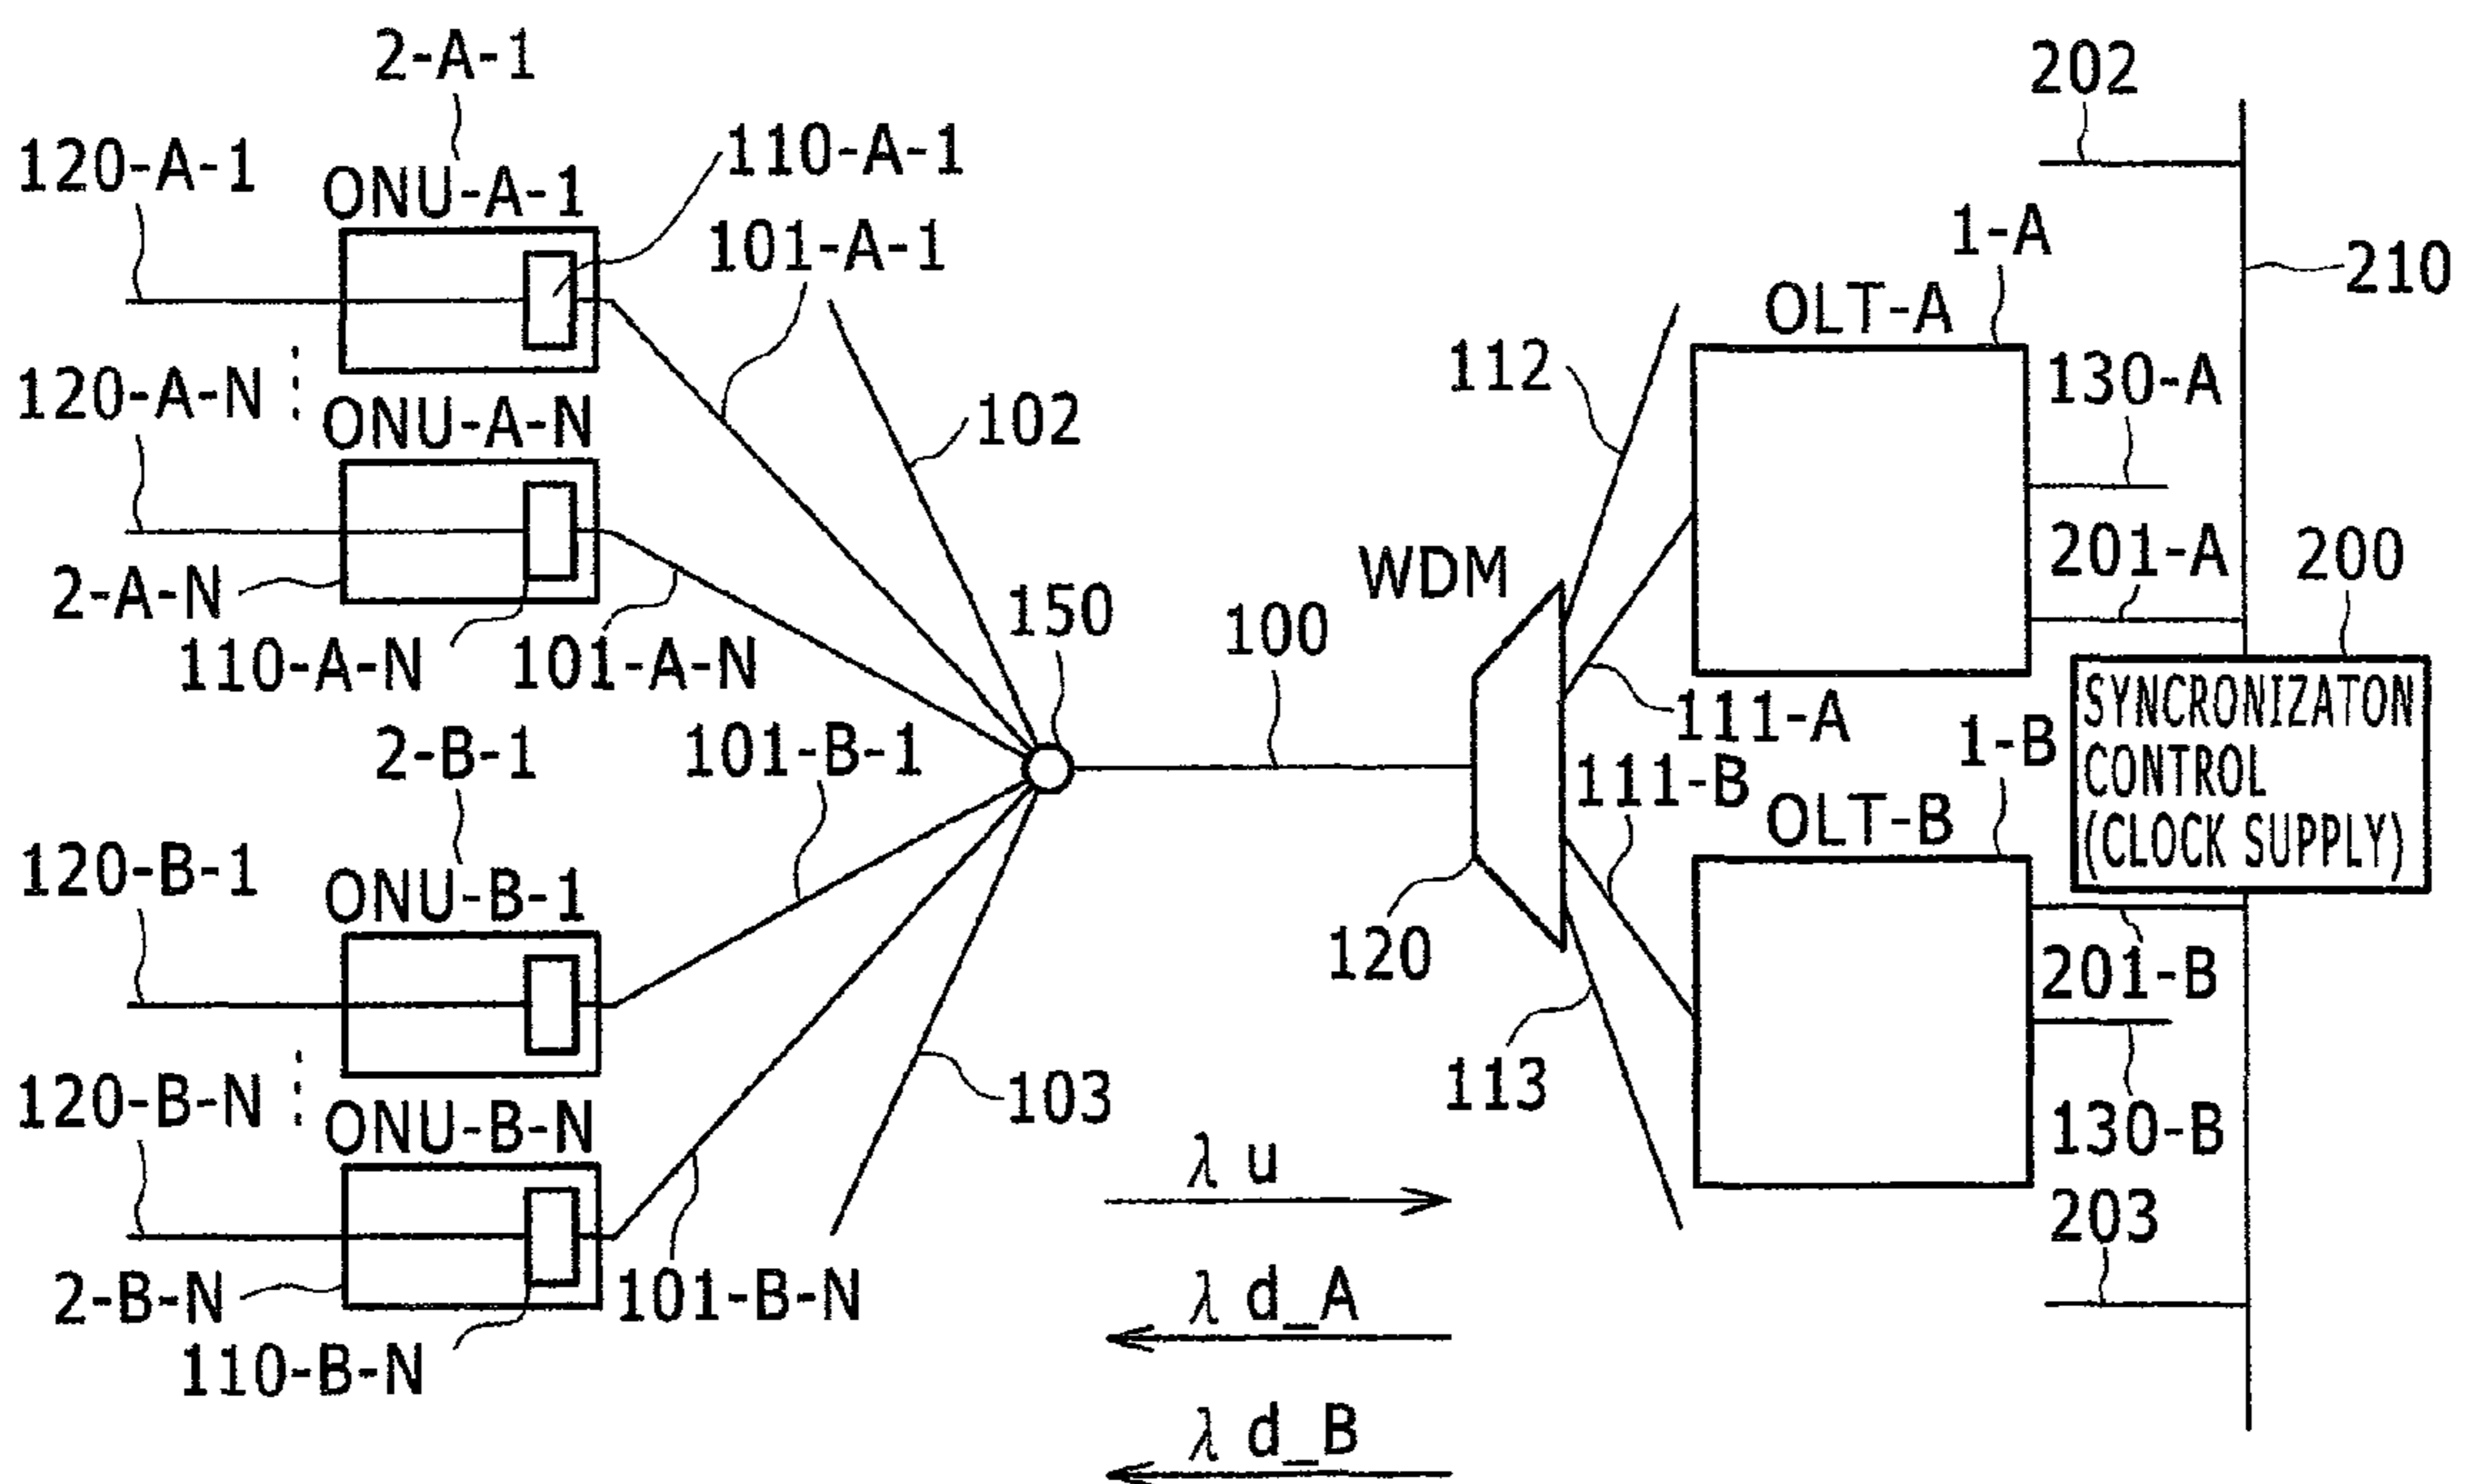 2-A-1
120-A-1
ONU-A-1
110-A-1
101-A-1
120-A-N
ONU-A-N
102
2-A-N
110-A-N
101-A-N
150
2-B-1
101-B-1
120-B-1
ONU-B-1
120-B-N
ONU-B-N
103
2-B-N
101-B-N
110-B-N
100
WDM
120
112
111-A
111-B
113
OLT-A
1-A
130-A
201-A
OLT-B
1-B
201-B
130-B
202
210
200
SYNCRONIZATON
CONTROL
(CLOCK SUPPLY)
203
λ u
λ d_A
λ d_B